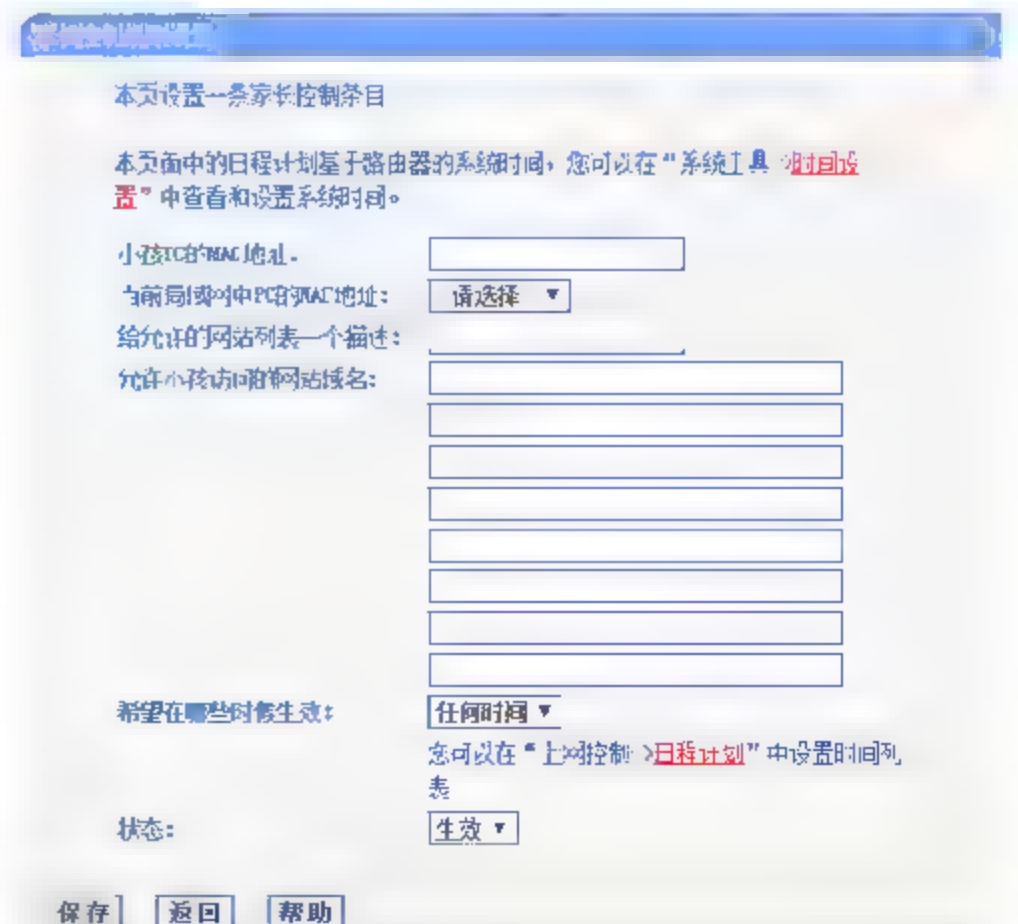 本页设置一条家长控制条目
本页面中的日程计划基于路由器的系统时间，您可以在“系统工具->时间设
置”中查看和设置系统时间。
小孩PC的MAC地址：
当前局域网中PC的MAC地址： 请选择
给允许的网站列表一个描述：
允许小孩访问的网站域名：
希望在哪些时候生效： 任何时间
您可以在“上网控制->日程计划”中设置时间列
表
状态： 生效
保存 返回 帮助